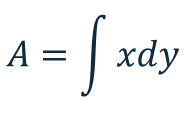 A = ∫ xdy